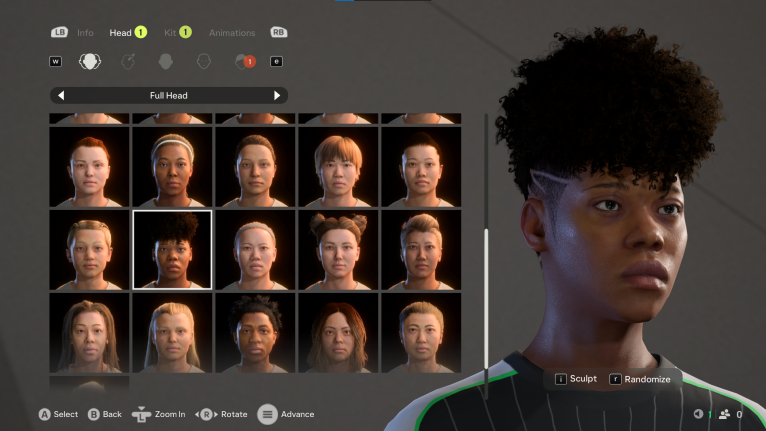 LB Info Head 1 Kit 1 Animations RB
w 1 e
Full Head
i Sculpt r Randomize
A Select B Back L Zoom In R Rotate Advance 1 0